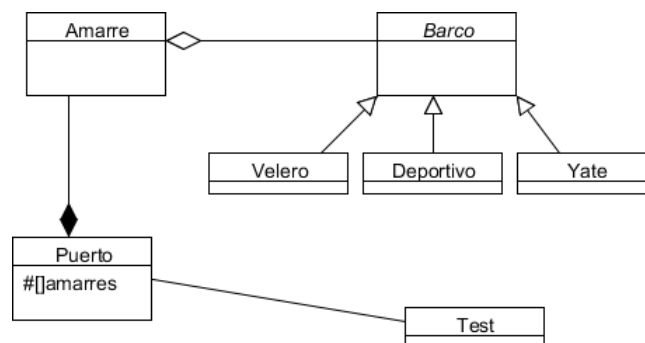 Amarre
Barco
Velero
Deportivo
Yate
Puerto
#[]amarres
Test